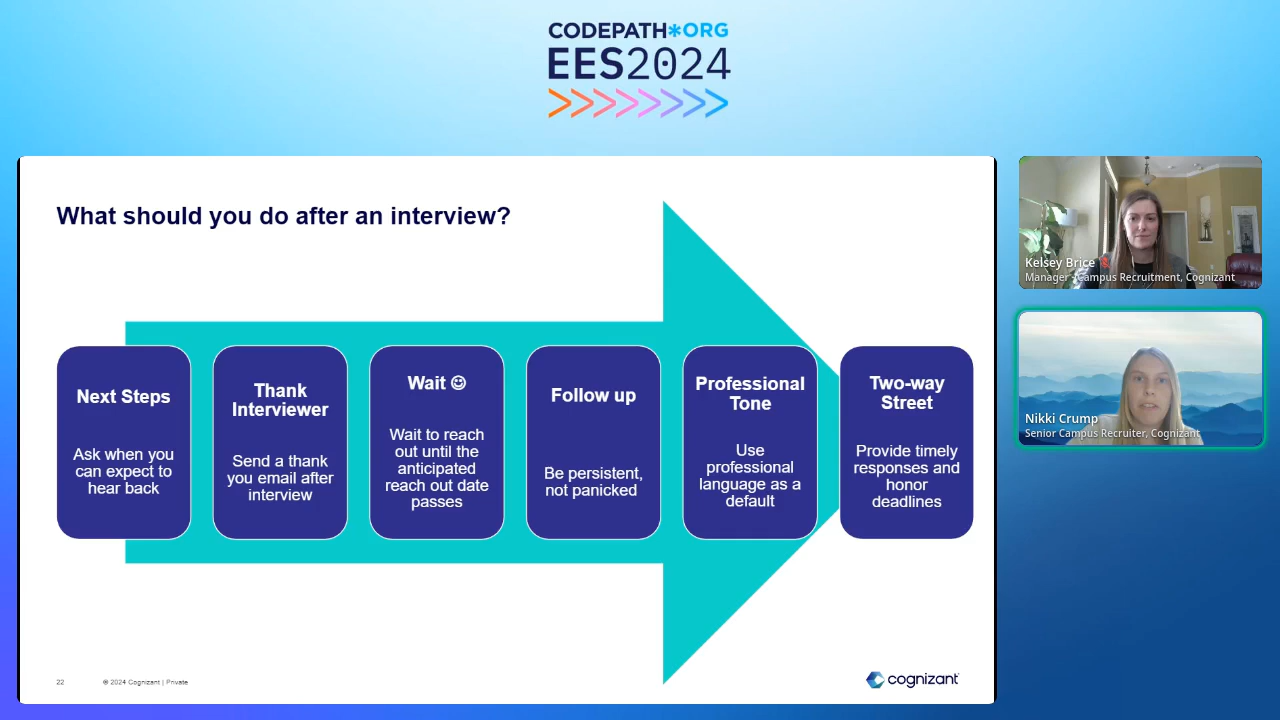 CODEPATH*ORG
EES2024
What should you do after an interview?
Next Steps
Ask when you
can expect to
hear back
Thank
Interviewer
Send a thank
you email after
interview
Wait ☺
Wait to reach
out until the
anticipated
reach out date
passes
Follow up
Be persistent,
not panicked
Professional
Tone
Use
professional
language as a
default
Two-way
Street
Provide timely
responses and
honor
deadlines
22
© 2024 Cognizant | Private
cognizant
Kelsey Brice
Manager - Campus Recruitment, Cognizant
Nikki Crump
Senior Campus Recruiter, Cognizant